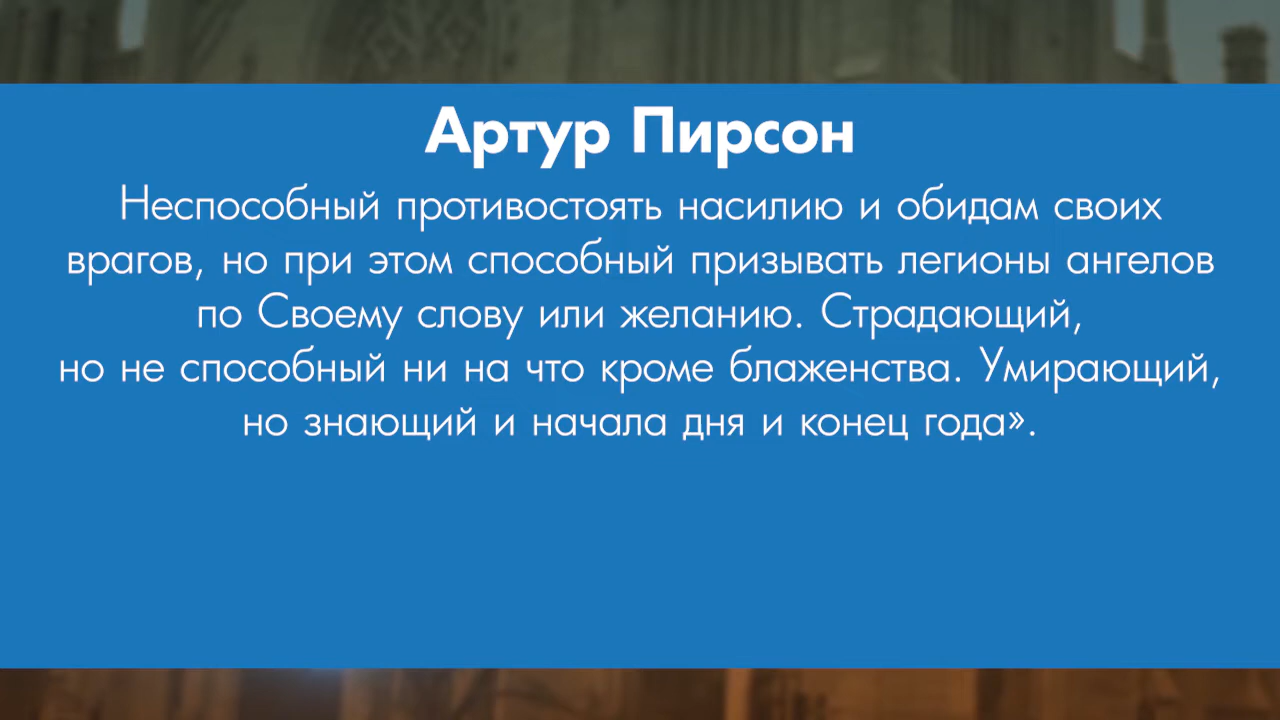 Артур Пирсон
Неспособный противостоять насилию и обидам своих
врагов, но при этом способный призывать легионы ангелов
по Своему слову или желанию. Страдающий,
но не способный ни на что кроме блаженства. Умирающий,
но знающий и начала дня и конец года».